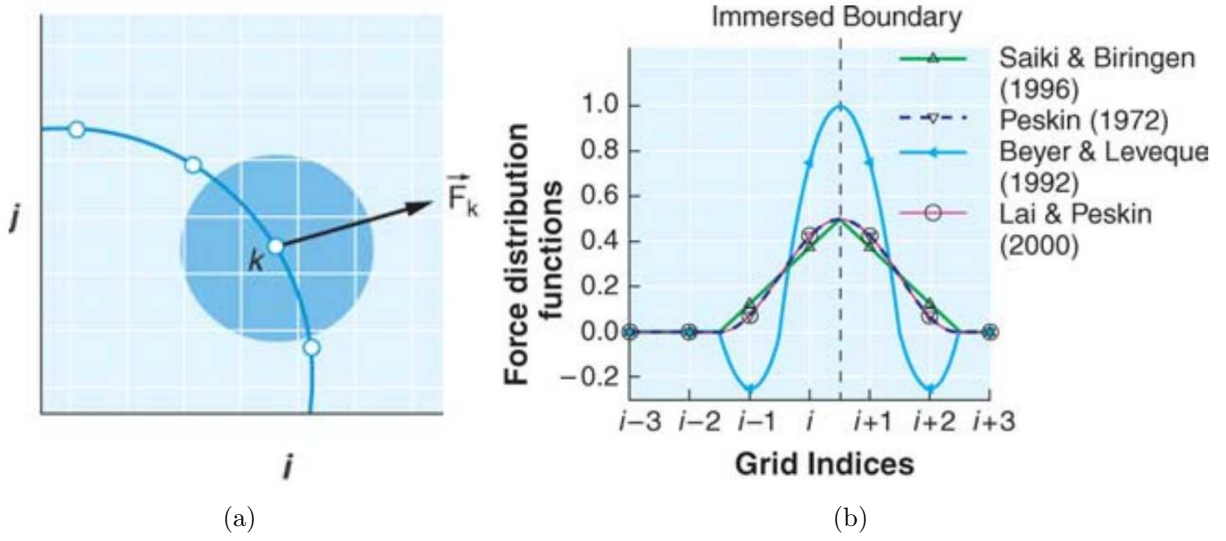 j
k
F_k
i
(a)
Immersed Boundary
Force distribution
functions
1.0
0.8
0.6
0.4
0.2
0.0
−0.2
i−3 i−2 i−1 i i+1 i+2 i+3
Grid Indices
Saiki & Biringen
(1996)
Peskin (1972)
Beyer & Leveque
(1992)
Lai & Peskin
(2000)
(b)